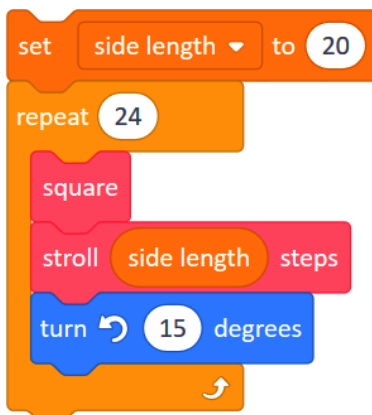 set side length to 20
repeat 24
square
stroll side length steps
turn 15 degrees